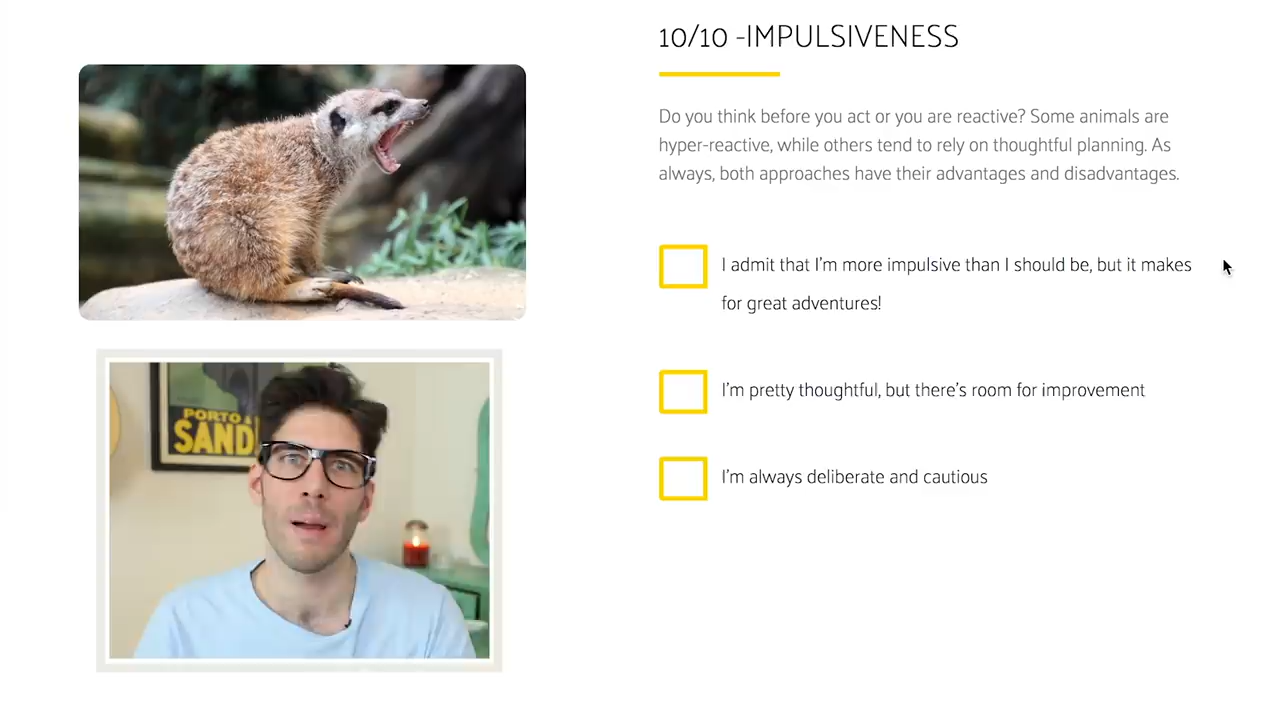 10/10 -IMPULSIVENESS
Do you think before you act or you are reactive? Some animals are
hyper-reactive, while others tend to rely on thoughtful planning. As
always, both approaches have their advantages and disadvantages.
I admit that I'm more impulsive than I should be, but it makes
for great adventures!
I'm pretty thoughtful, but there's room for improvement
I'm always deliberate and cautious
PORTO